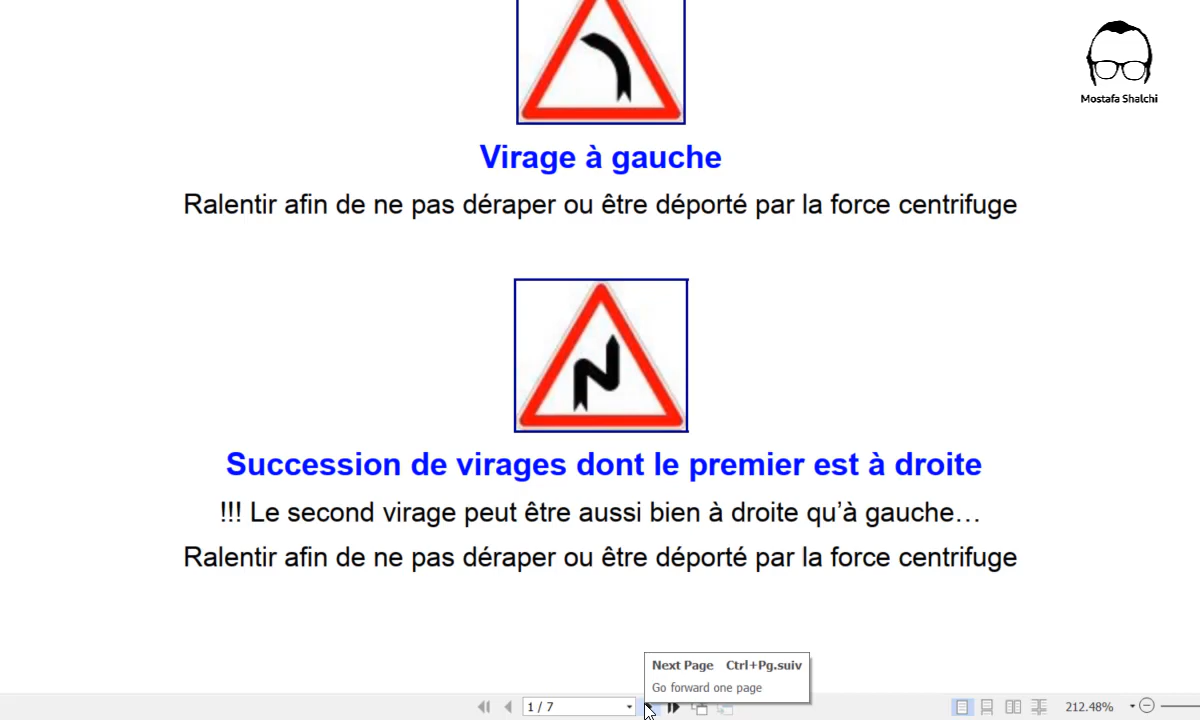 Mostafa Shalchi
Virage à gauche
Ralentir afin de ne pas déraper ou être déporté par la force centrifuge
Succession de virages dont le premier est à droite
!!! Le second virage peut être aussi bien à droite qu’à gauche…
Ralentir afin de ne pas déraper ou être déporté par la force centrifuge
Next Page Ctrl+Pg.suiv
Go forward one page
1 / 7
212.48%